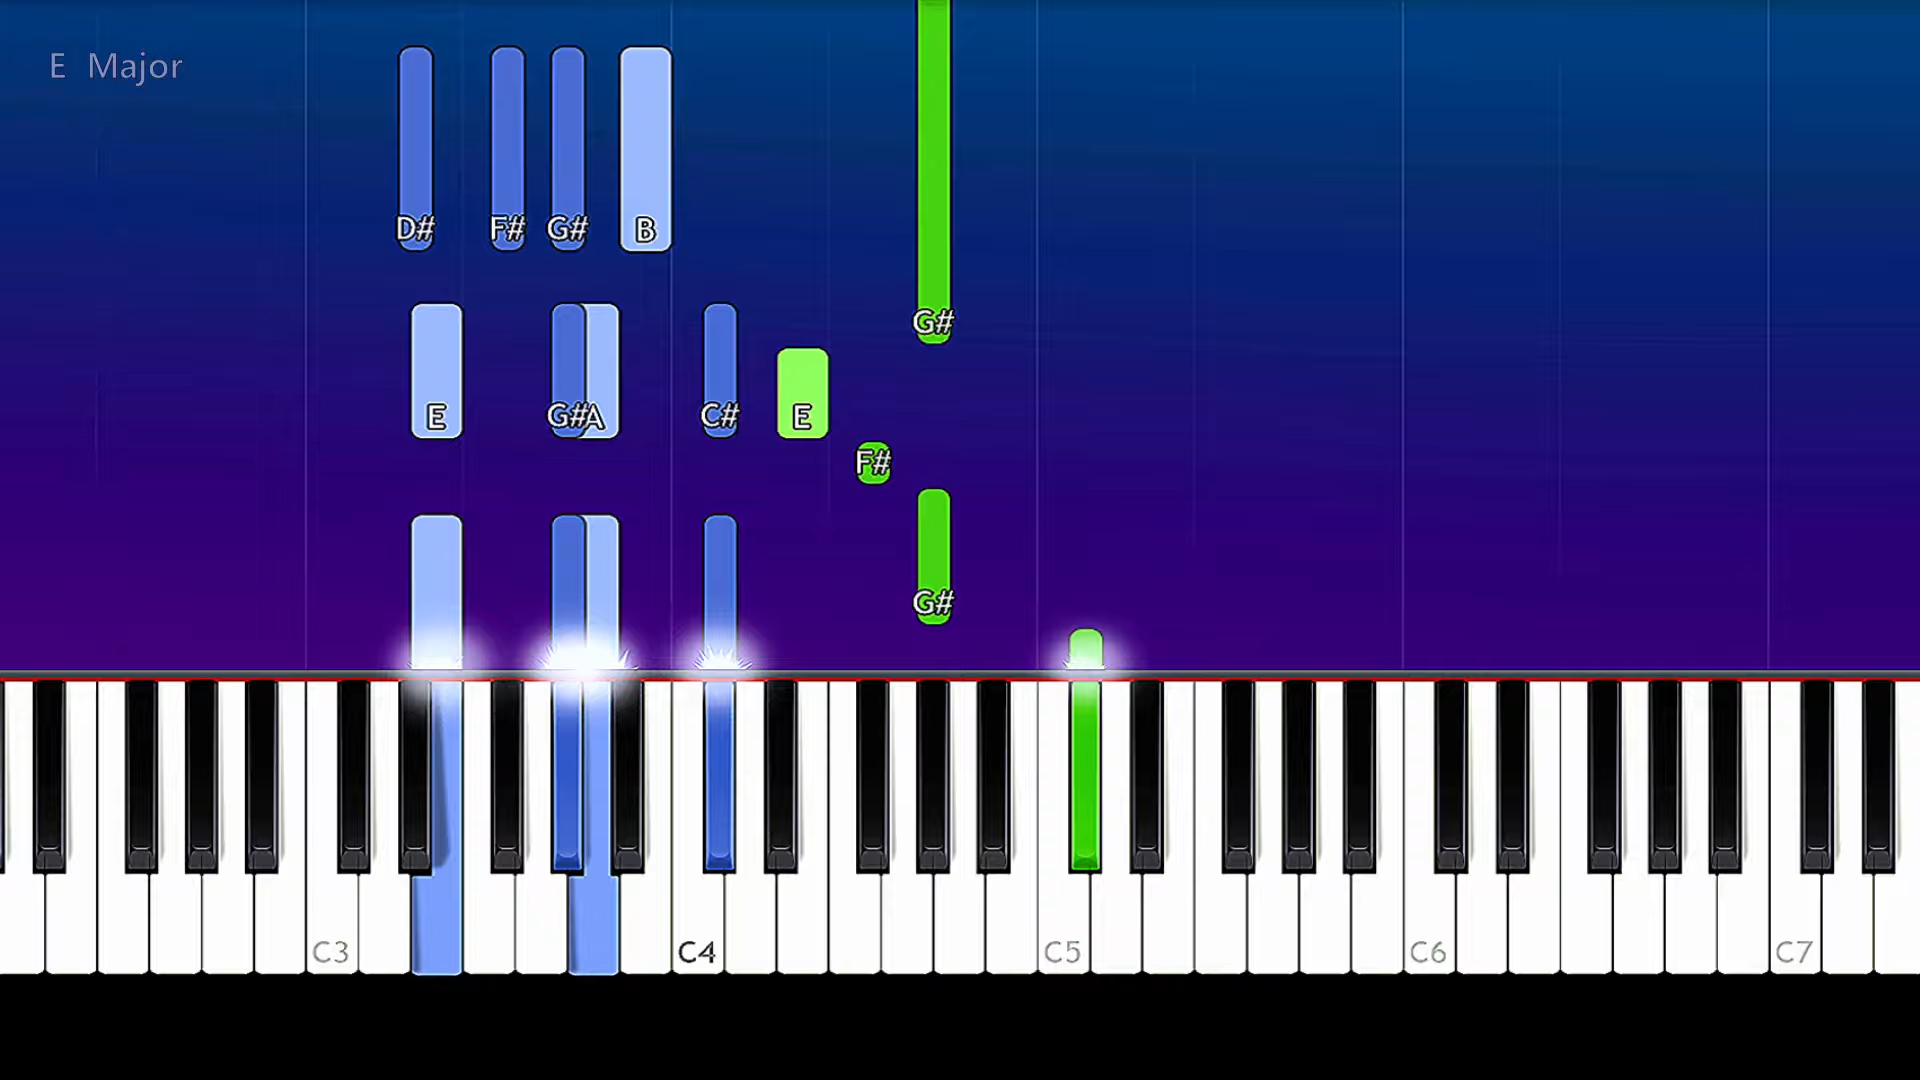 E Major
D# F# G# B
G#
E G# A C# E
F#
G#
C3 C4 C5 C6 C7